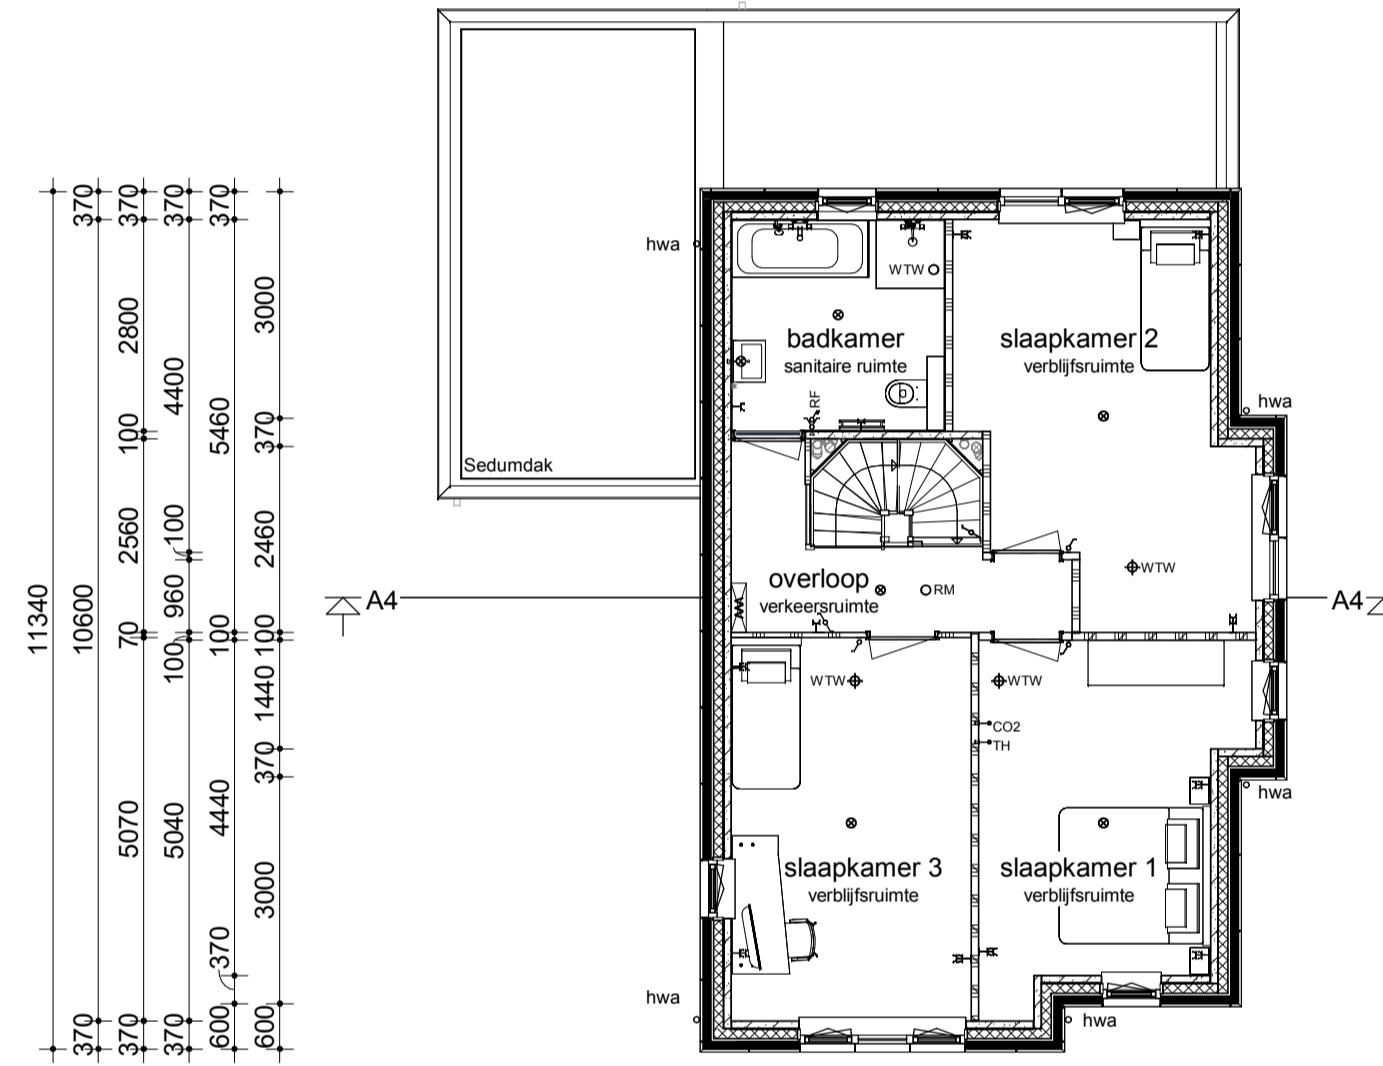 370
370
370
370
hwa
WTW
3000
2800
badkamer
sanitaire ruimte
slaapkamer 2
verblijfsruimte
4400
RF
hwa
5460
370
100
Sedumdak
100
2560
2460
WTW
overloop
verkeersruimte
RM
960
A4
A4
11340
10600
70
100
100
100
WTW
WTW
1440
CO2
TH
370
hwa
4440
5070
5040
3000
slaapkamer 3
verblijfsruimte
slaapkamer 1
verblijfsruimte
370
hwa
hwa
370
370
370
600
600